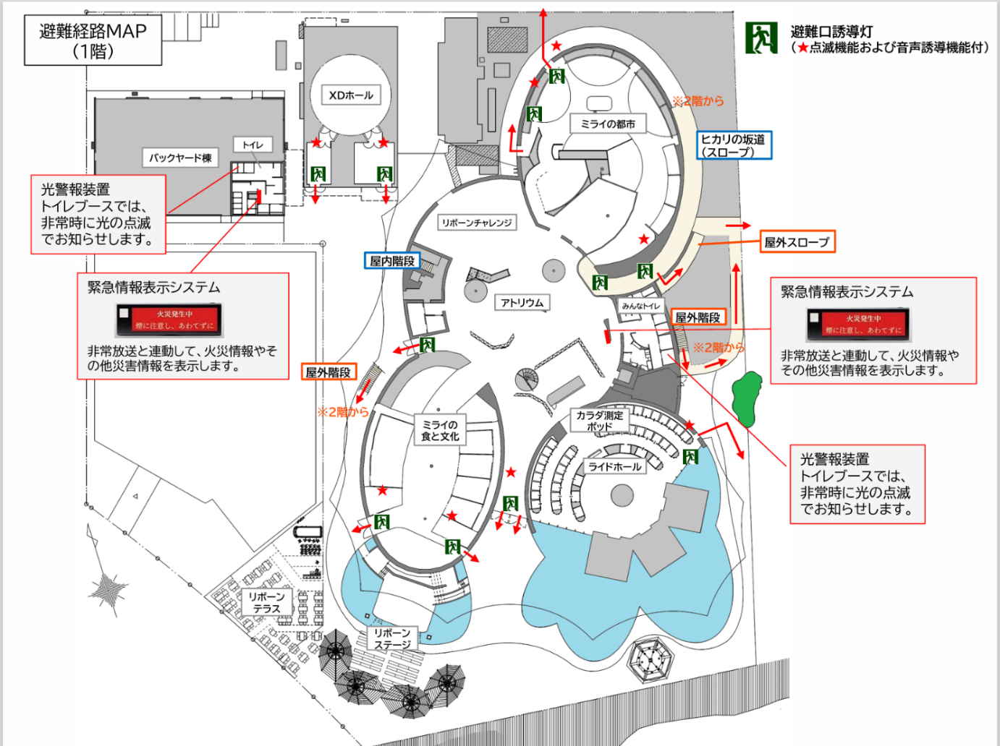 避難経路MAP
（1階）
避難口誘導灯
（★点滅機能および音声誘導機能付）
XDホール
ミライの都市
※2階から
ヒカリの坂道
（スロープ）
トイレ
バックヤード棟
光警報装置
トイレブースでは、
非常時に光の点滅
でお知らせします。
リボーンチャレンジ
屋外スロープ
屋内階段
緊急情報表示システム
火災発生中
煙に注意し、あわてずに
非常放送と連動して、火災情報やそ
の他災害情報を表示します。
アトリウム
みんなトイレ
屋外階段
※2階から
緊急情報表示システム
火災発生中
煙に注意し、あわてずに
非常放送と連動して、火災情報や
その他災害情報を表示します。
屋外階段
※2階から
ミライの
食と文化
カラダ測定
ポッド
ライドホール
光警報装置
トイレブースでは、
非常時に光の点滅
でお知らせします。
リボーン
テラス
リボーン
ステージ